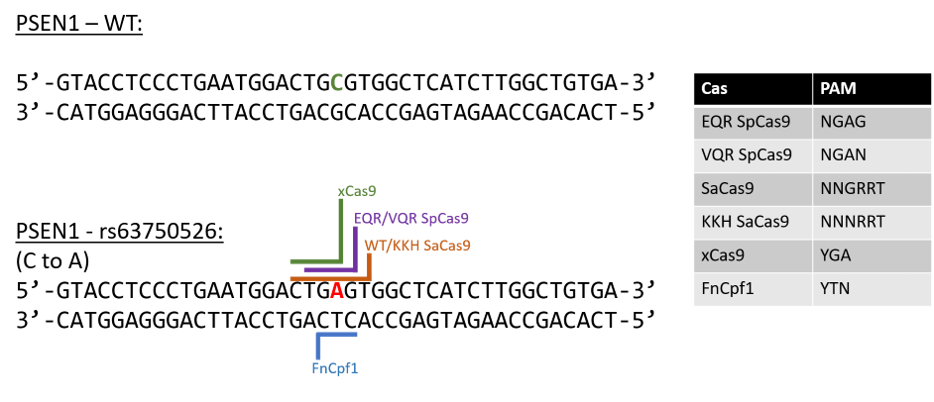 PSEN1 – WT:
5’-GTACCTCCCTGAATGGACTGCGTGGCTCATCTTGGCTGTGA-3’
3’-CATGGAGGGACTTACCTGACGCACCGAGTAGAACCGACACT-5’
Cas PAM
EQR SpCas9 NGAG
VQR SpCas9 NGAN
SaCas9 NNGRRT
KKH SaCas9 NNNRRT
xCas9 YGA
FnCpf1 YTN
xCas9
EQR/VQR SpCas9
WT/KKH SaCas9
PSEN1 - rs63750526:
(C to A)
5’-GTACCTCCCTGAATGGACTGAGTGGCTCATCTTGGCTGTGA-3’
3’-CATGGAGGGACTTACCTGACTCACCGAGTAGAACCGACACT-5’
FnCpf1